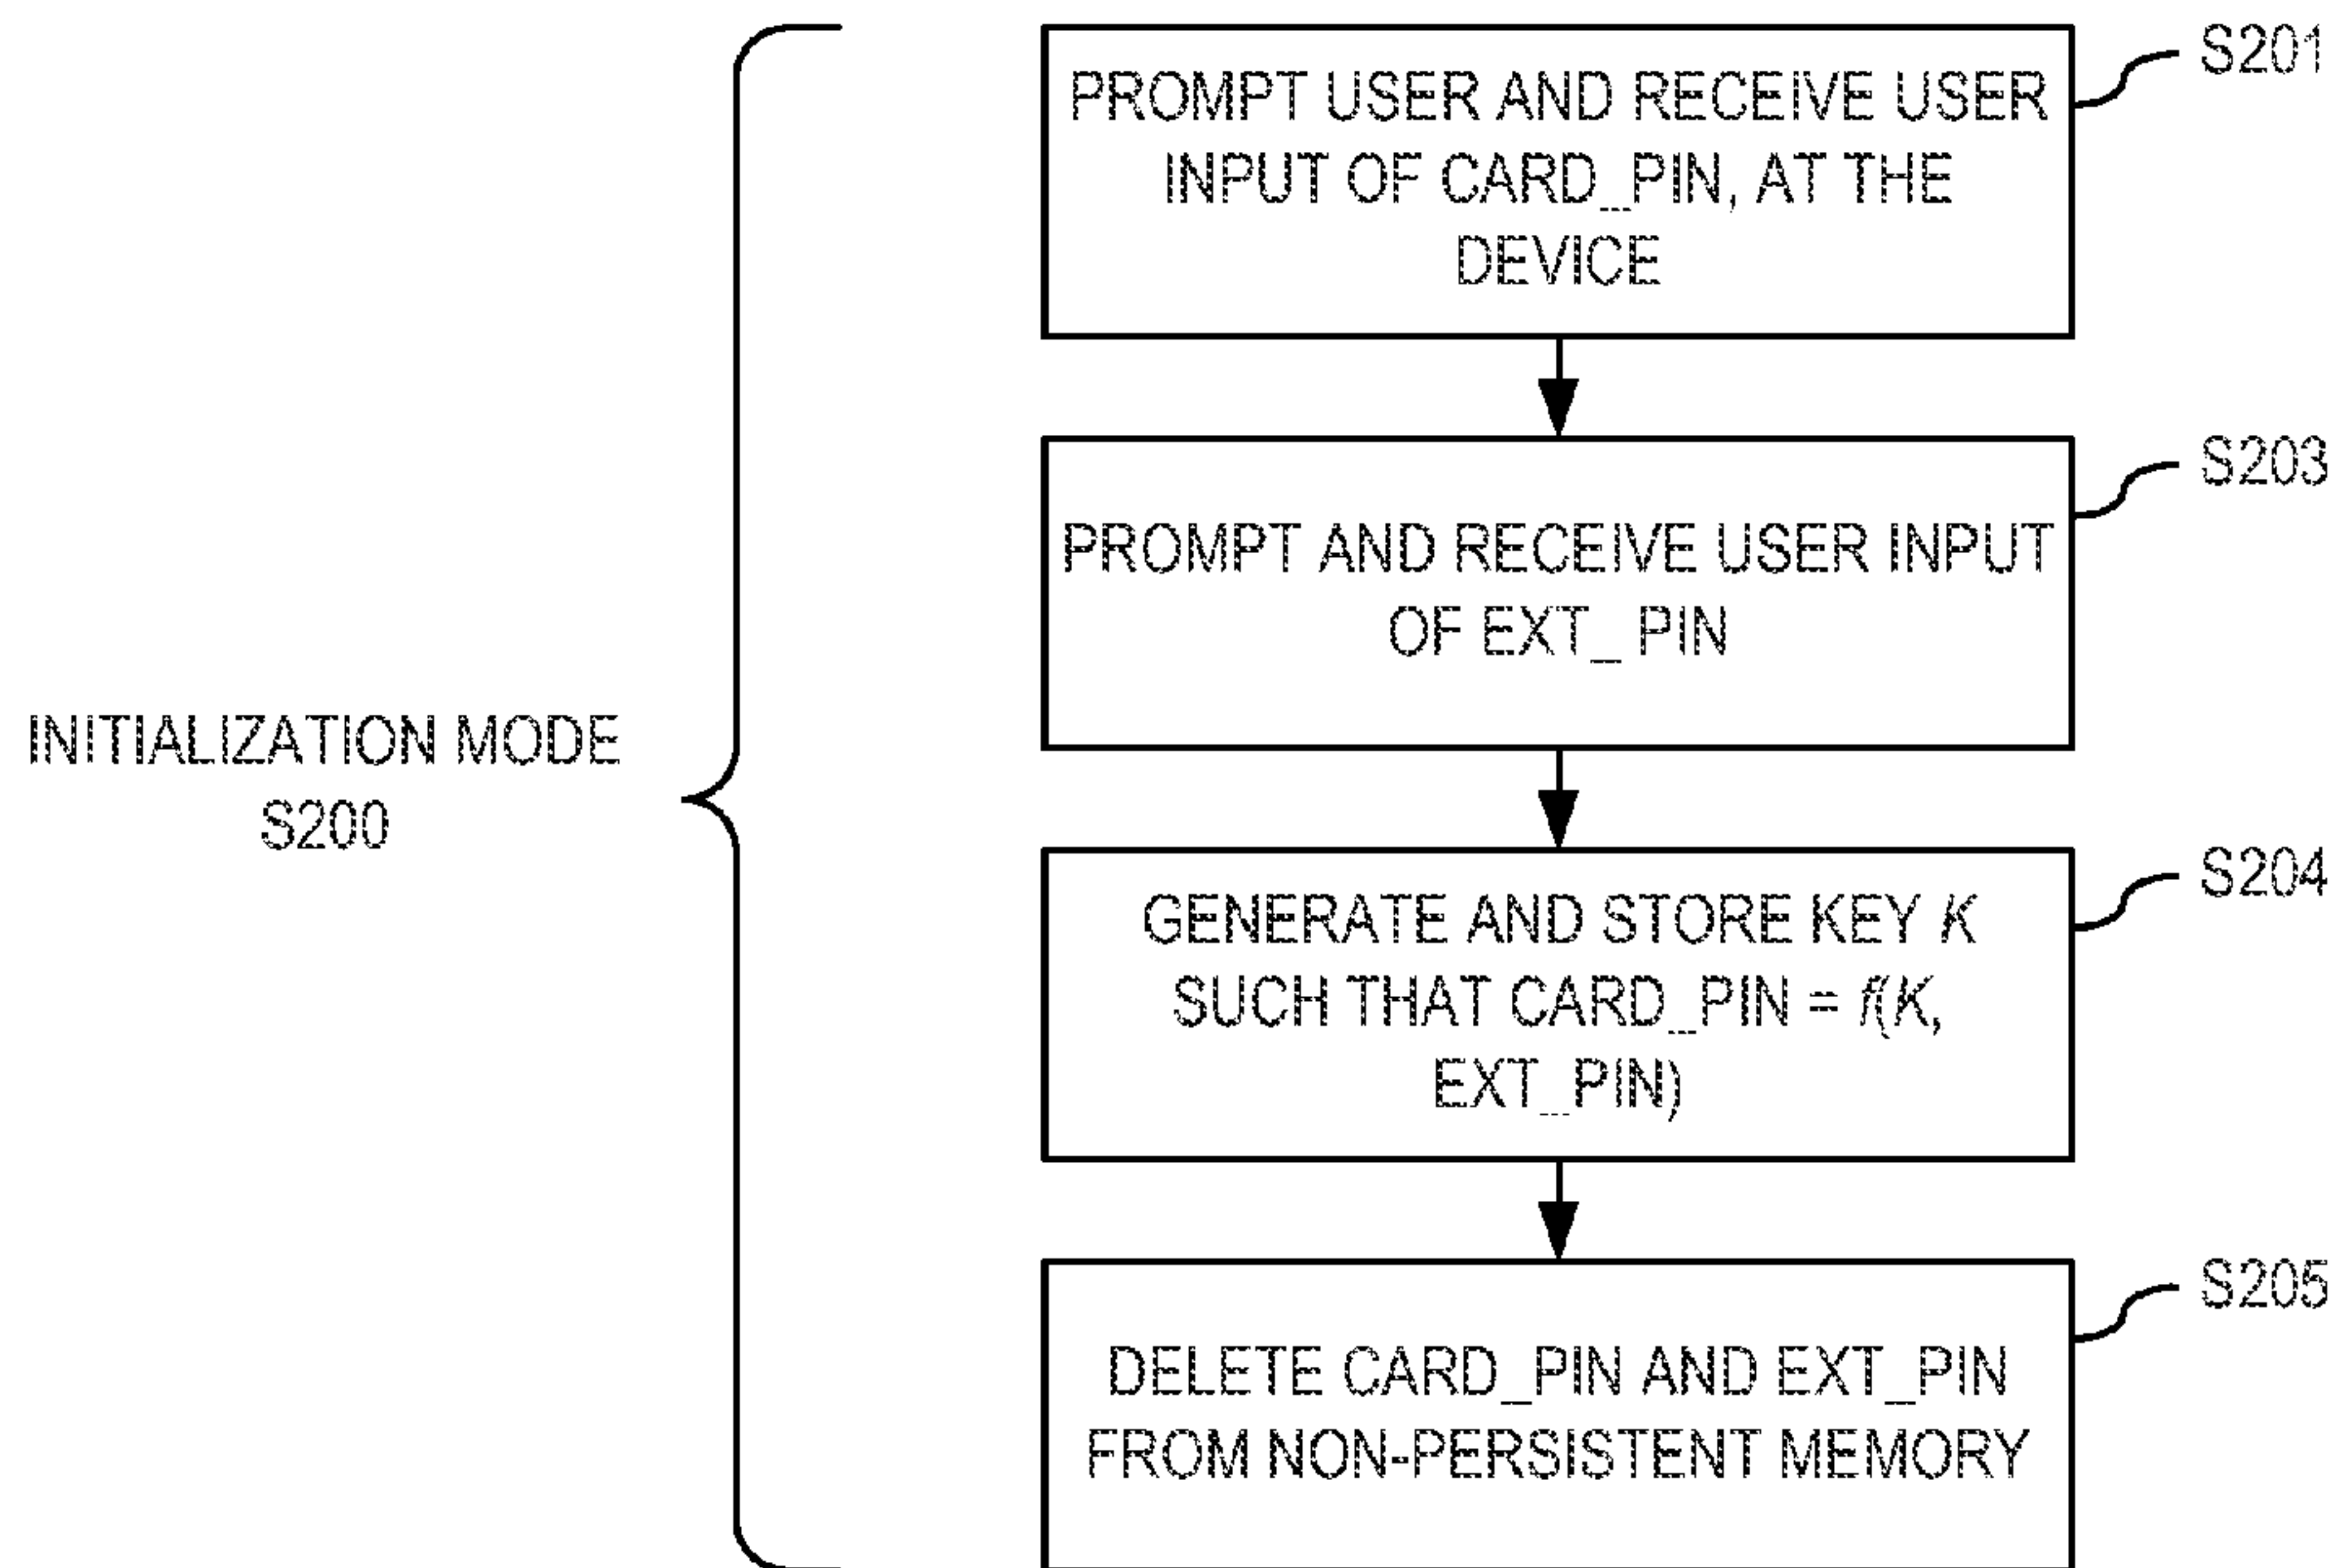 INITIALIZATION MODE
S200
PROMPT USER AND RECEIVE USER
INPUT OF CARD_PIN, AT THE
DEVICE
S201
PROMPT AND RECEIVE USER INPUT
OF EXT_ PIN
S203
GENERATE AND STORE KEY K
SUCH THAT CARD_PIN = f(K,
EXT_PIN)
S204
DELETE CARD_PIN AND EXT_PIN
FROM NON-PERSISTENT MEMORY
S205